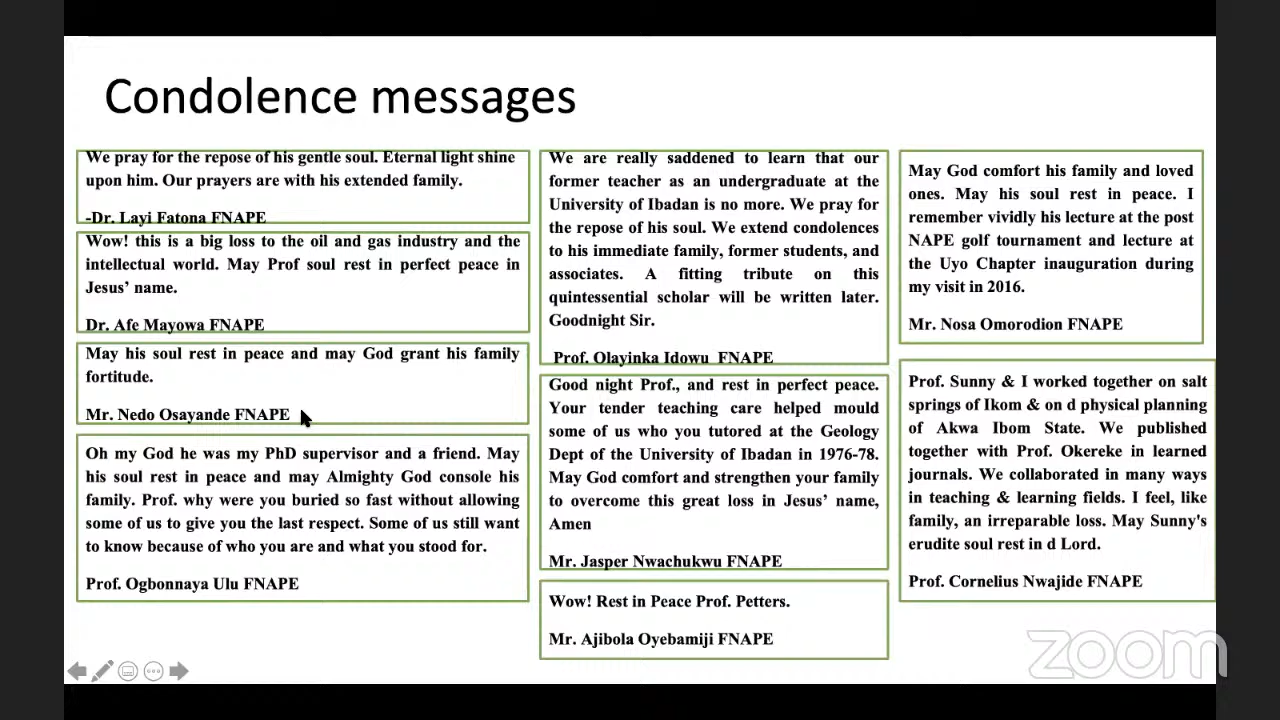 Condolence messages
We pray for the repose of his gentle soul. Eternal light shine
upon him. Our prayers are with his extended family.
-Dr. Layi Fatona FNAPE
Wow! this is a big loss to the oil and gas industry and the
intellectual world. May Prof soul rest in perfect peace in
Jesus’ name.
Dr. Afe Mayowa FNAPE
May his soul rest in peace and may God grant his family
fortitude.
Mr. Nedo Osayande FNAPE
Oh my God he was my PhD supervisor and a friend. May
his soul rest in peace and may Almighty God console his
family. Prof. why were you buried so fast without allowing
some of us to give you the last respect. Some of us still want
to know because of who you are and what you stood for.
Prof. Ogbonnaya Ulu FNAPE
We are really saddened to learn that our
former teacher as an undergraduate at the
University of Ibadan is no more. We pray for
the repose of his soul. We extend condolences
to his immediate family, former students, and
associates. A fitting tribute on this
quintessential scholar will be written later.
Goodnight Sir.
Prof. Olayinka Idowu FNAPE
Good night Prof., and rest in perfect peace.
Your tender teaching care helped mould
some of us who you tutored at the Geology
Dept of the University of Ibadan in 1976-78.
May God comfort and strengthen your family
to overcome this great loss in Jesus’ name,
Amen
Mr. Jasper Nwachukwu FNAPE
Wow! Rest in Peace Prof. Petters.
Mr. Ajibola Oyebamiji FNAPE
May God comfort his family and loved
ones. May his soul rest in peace. I
remember vividly his lecture at the post
NAPE golf tournament and lecture at
the Uyo Chapter inauguration during
my visit in 2016.
Mr. Nosa Omorodion FNAPE
Prof. Sunny & I worked together on salt
springs of Ikom & on d physical planning
of Akwa Ibom State. We published
together with Prof. Okereke in learned
journals. We collaborated in many ways
in teaching & learning fields. I feel, like
family, an irreparable loss. May Sunny's
erudite soul rest in d Lord.
Prof. Cornelius Nwajide FNAPE
zoom